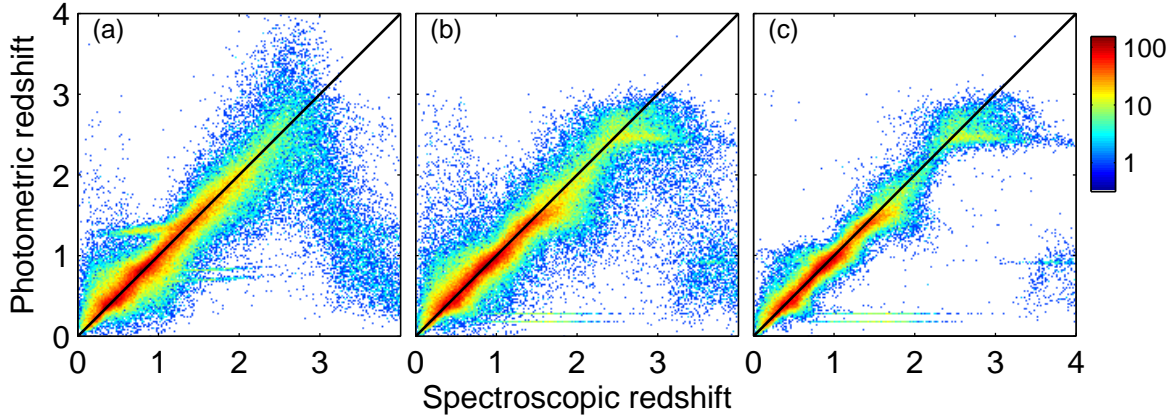 (a) (b) (c)
Photometric redshift
4
3
2
1
0
0 1 2 3 0 1 2 3 0 1 2 3 4
Spectroscopic redshift
100
10
1